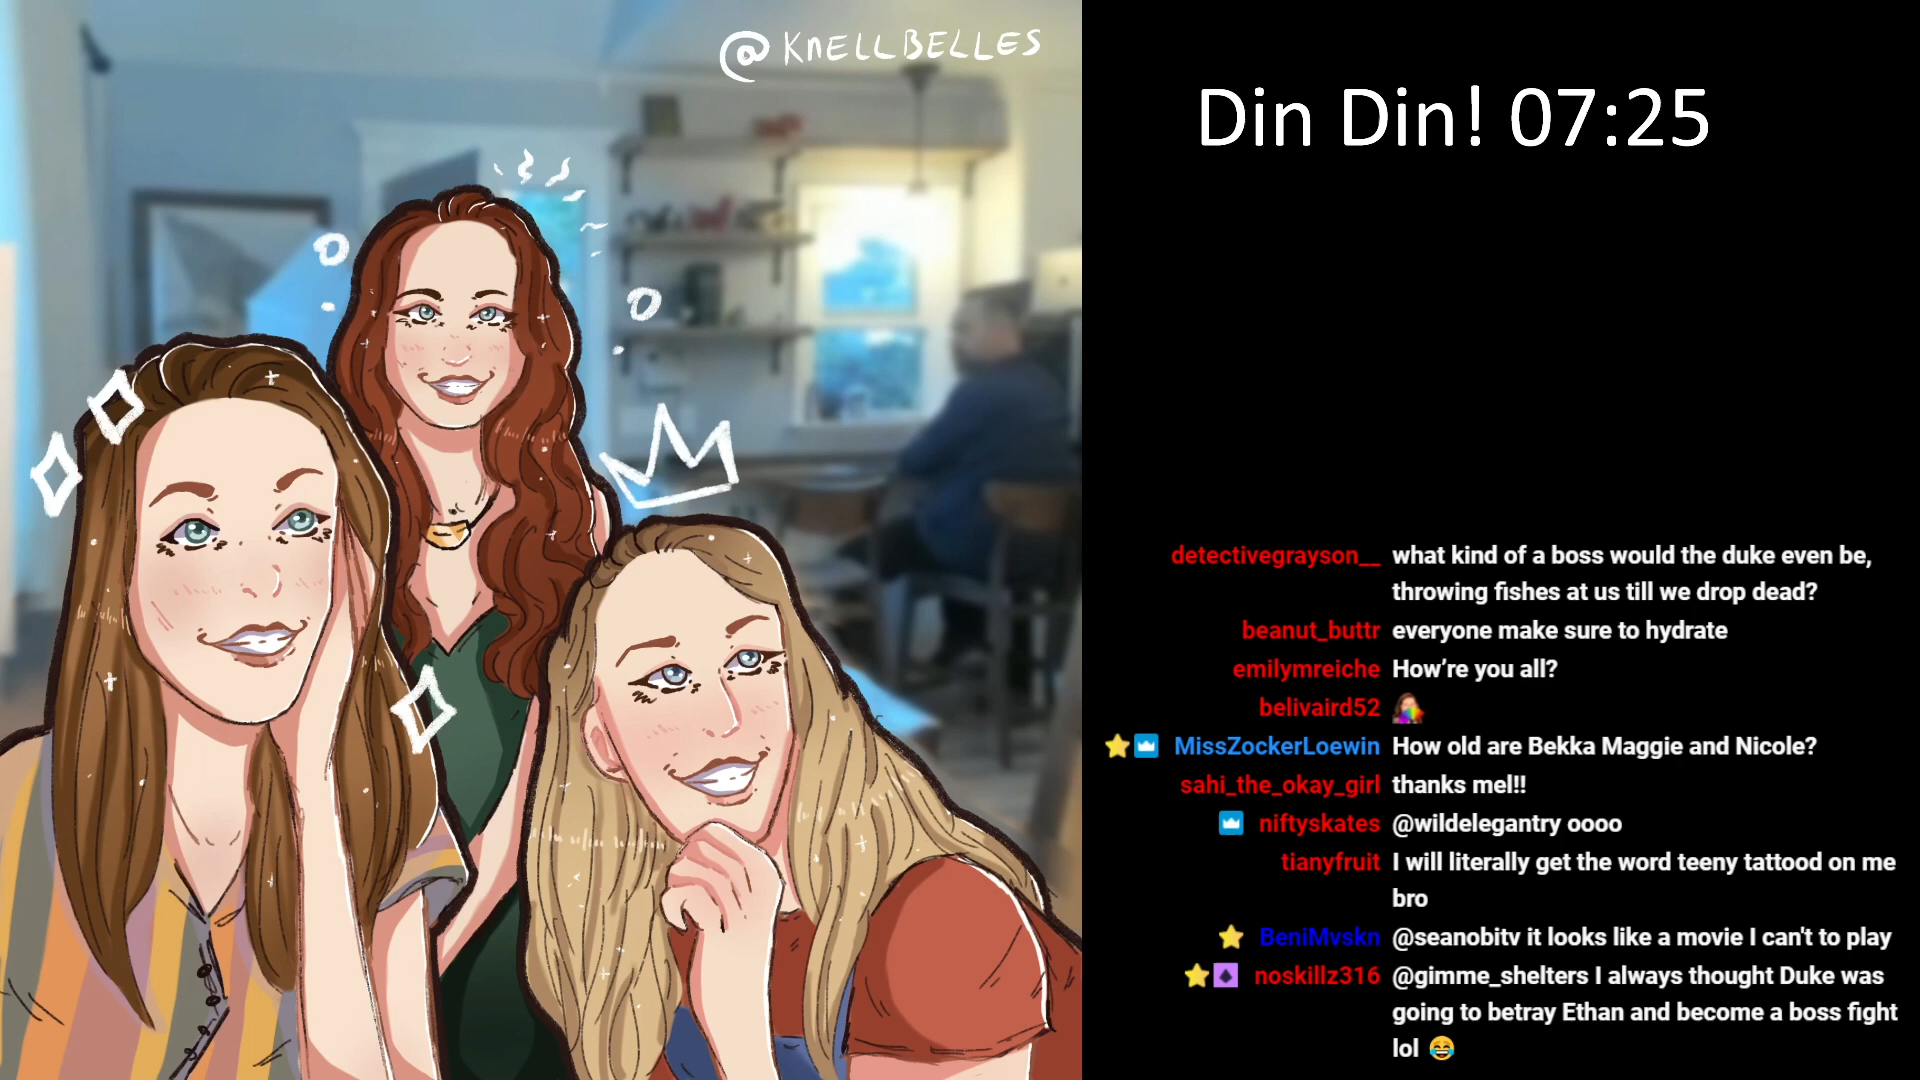 @KNELLBELLES
Din Din! 07:25
detectivegrayson__ what kind of a boss would the duke even be,
throwing fishes at us till we drop dead?
beanut_buttr everyone make sure to hydrate
emilymreiche How’re you all?
belivaird52
MissZockerLoewin How old are Bekka Maggie and Nicole?
sahi_the_okay_girl thanks mel!!
niftyskates @wildelegantry oooo
tianyfruit I will literally get the word teeny tattood on me
bro
BeniMvskn @seanobitv it looks like a movie I can't to play
noskillz316 @gimme_shelters I always thought Duke was
going to betray Ethan and become a boss fight
lol 😂